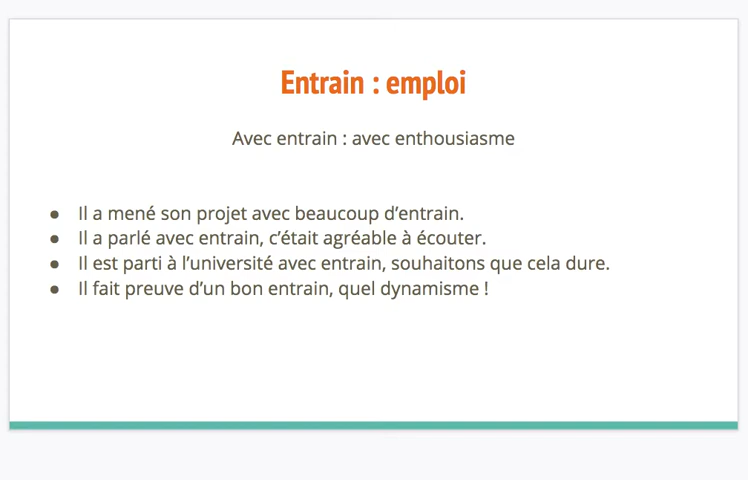 Entrain : emploi
Avec entrain : avec enthousiasme
● Il a mené son projet avec beaucoup d’entrain.
● Il a parlé avec entrain, c’était agréable à écouter.
● Il est parti à l’université avec entrain, souhaitons que cela dure.
● Il fait preuve d’un bon entrain, quel dynamisme !